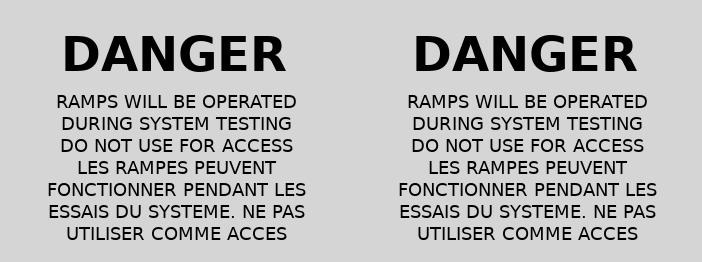 DANGER
RAMPS WILL BE OPERATED
DURING SYSTEM TESTING
DO NOT USE FOR ACCESS
LES RAMPES PEUVENT
FONCTIONNER PENDANT LES
ESSAIS DU SYSTEME. NE PAS
UTILISER COMME ACCES
DANGER
RAMPS WILL BE OPERATED
DURING SYSTEM TESTING
DO NOT USE FOR ACCESS
LES RAMPES PEUVENT
FONCTIONNER PENDANT LES
ESSAIS DU SYSTEME. NE PAS
UTILISER COMME ACCES